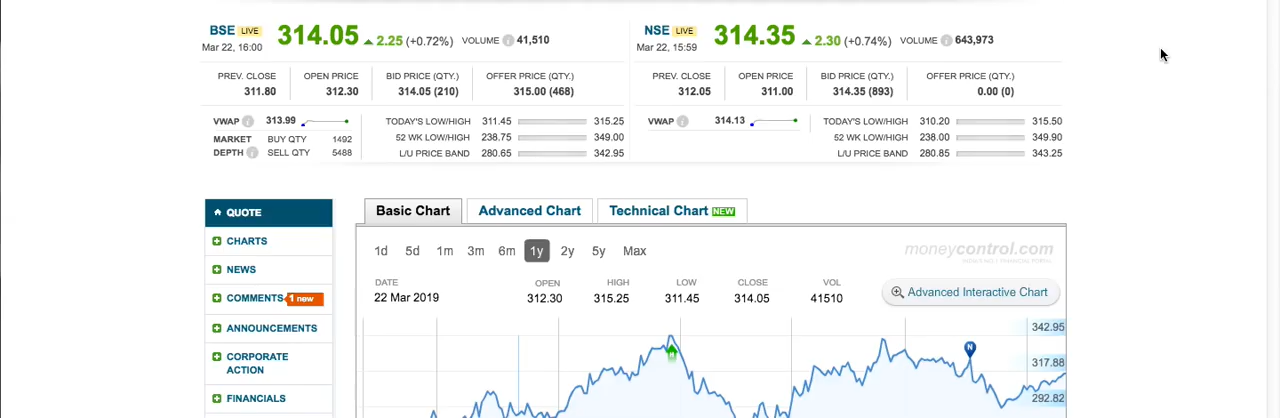 BSE LIVE 314.05 2.25 (+0.72%) VOLUME i 41,510
Mar 22, 16:00
PREV. CLOSE OPEN PRICE BID PRICE (QTY.) OFFER PRICE (QTY.)
311.80 312.30 314.05 (210) 315.00 (468)
VWAP i 313.99 TODAY'S LOW/HIGH 311.45 315.25
MARKET BUY QTY 1492 52 WK LOW/HIGH 238.75 349.00
DEPTH i SELL QTY 5488 L/U PRICE BAND 280.65 342.95
NSE LIVE 314.35 2.30 (+0.74%) VOLUME i 643,973
Mar 22, 15:59
PREV. CLOSE OPEN PRICE BID PRICE (QTY.) OFFER PRICE (QTY.)
312.05 311.00 314.35 (893) 0.00 (0)
VWAP i 314.13 TODAY'S LOW/HIGH 310.20 315.50
52 WK LOW/HIGH 238.00 349.90
L/U PRICE BAND 280.85 343.25
QUOTE
CHARTS
NEWS
COMMENTS 1 new
ANNOUNCEMENTS
CORPORATE
ACTION
FINANCIALS
Basic Chart Advanced Chart Technical Chart NEW
1d 5d 1m 3m 6m 1y 2y 5y Max
moneycontrol.com
DATE OPEN HIGH LOW CLOSE VOL
22 Mar 2019 312.30 315.25 311.45 314.05 41510
Advanced Interactive Chart
342.95
N
317.88
292.82